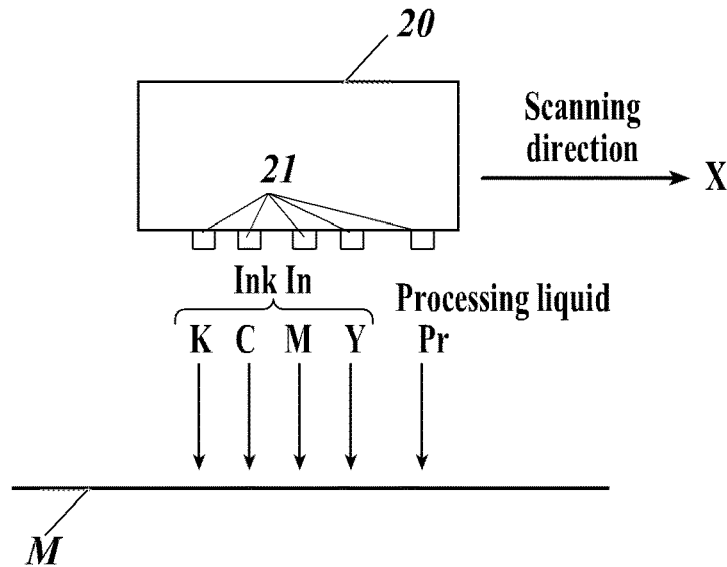 20
Scanning
direction
X
21
Ink In
Processing liquid
K C M Y Pr
M